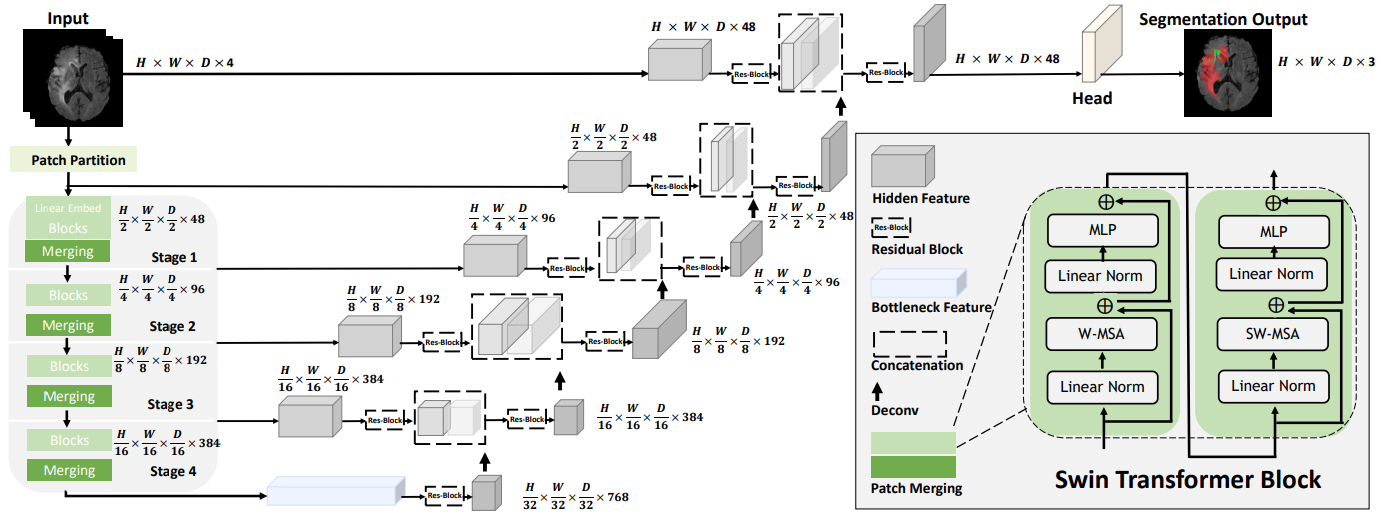 Input
H × W × D × 4
Patch Partition
Linear Embed
Blocks
H/2 × W/2 × D/2 × 48
Merging
Stage 1
Blocks
H/4 × W/4 × D/4 × 96
Merging
Stage 2
Blocks
H/8 × W/8 × D/8 × 192
Merging
Stage 3
Blocks
H/16 × W/16 × D/16 × 384
Merging
Stage 4
H × W × D × 48
Res-Block
Res-Block
H × W × D × 48
Head
Segmentation Output
H × W × D × 3
H/2 × W/2 × D/2 × 48
Res-Block
Res-Block
H/2 × W/2 × D/2 × 48
H/4 × W/4 × D/4 × 96
Res-Block
Res-Block
H/4 × W/4 × D/4 × 96
H/8 × W/8 × D/8 × 192
Res-Block
Res-Block
H/8 × W/8 × D/8 × 192
H/16 × W/16 × D/16 × 384
Res-Block
Res-Block
H/16 × W/16 × D/16 × 384
Res-Block
H/32 × W/32 × D/32 × 768
Hidden Feature
Res-Block
Residual Block
Bottleneck Feature
Concatenation
Deconv
Patch Merging
MLP
Linear Norm
W-MSA
Linear Norm
MLP
Linear Norm
SW-MSA
Linear Norm
Swin Transformer Block